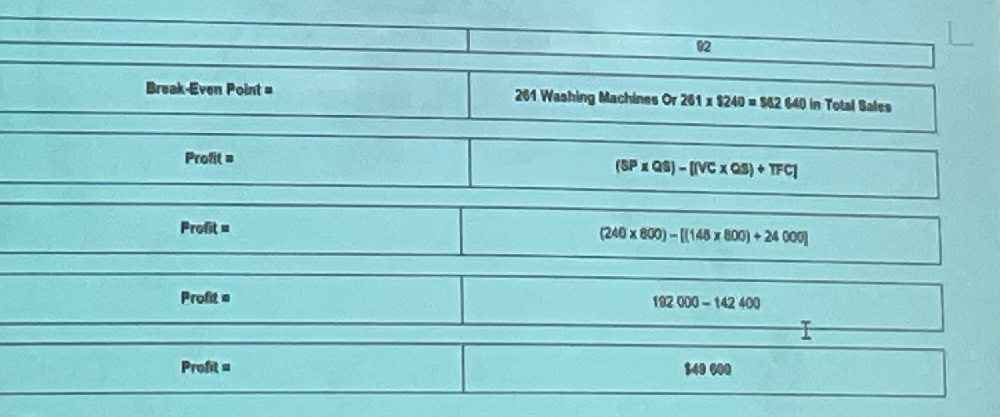 92
Break-Even Point =
261 Washing Machines Or 261 x $240 = $62 640 in Total Sales
Profit =
(SP x QS) – [(VC x QS) + TFC]
Profit =
(240 x 800) – [(148 x 800) + 24 000]
Profit =
192 000 – 142 400
Profit =
$49 600